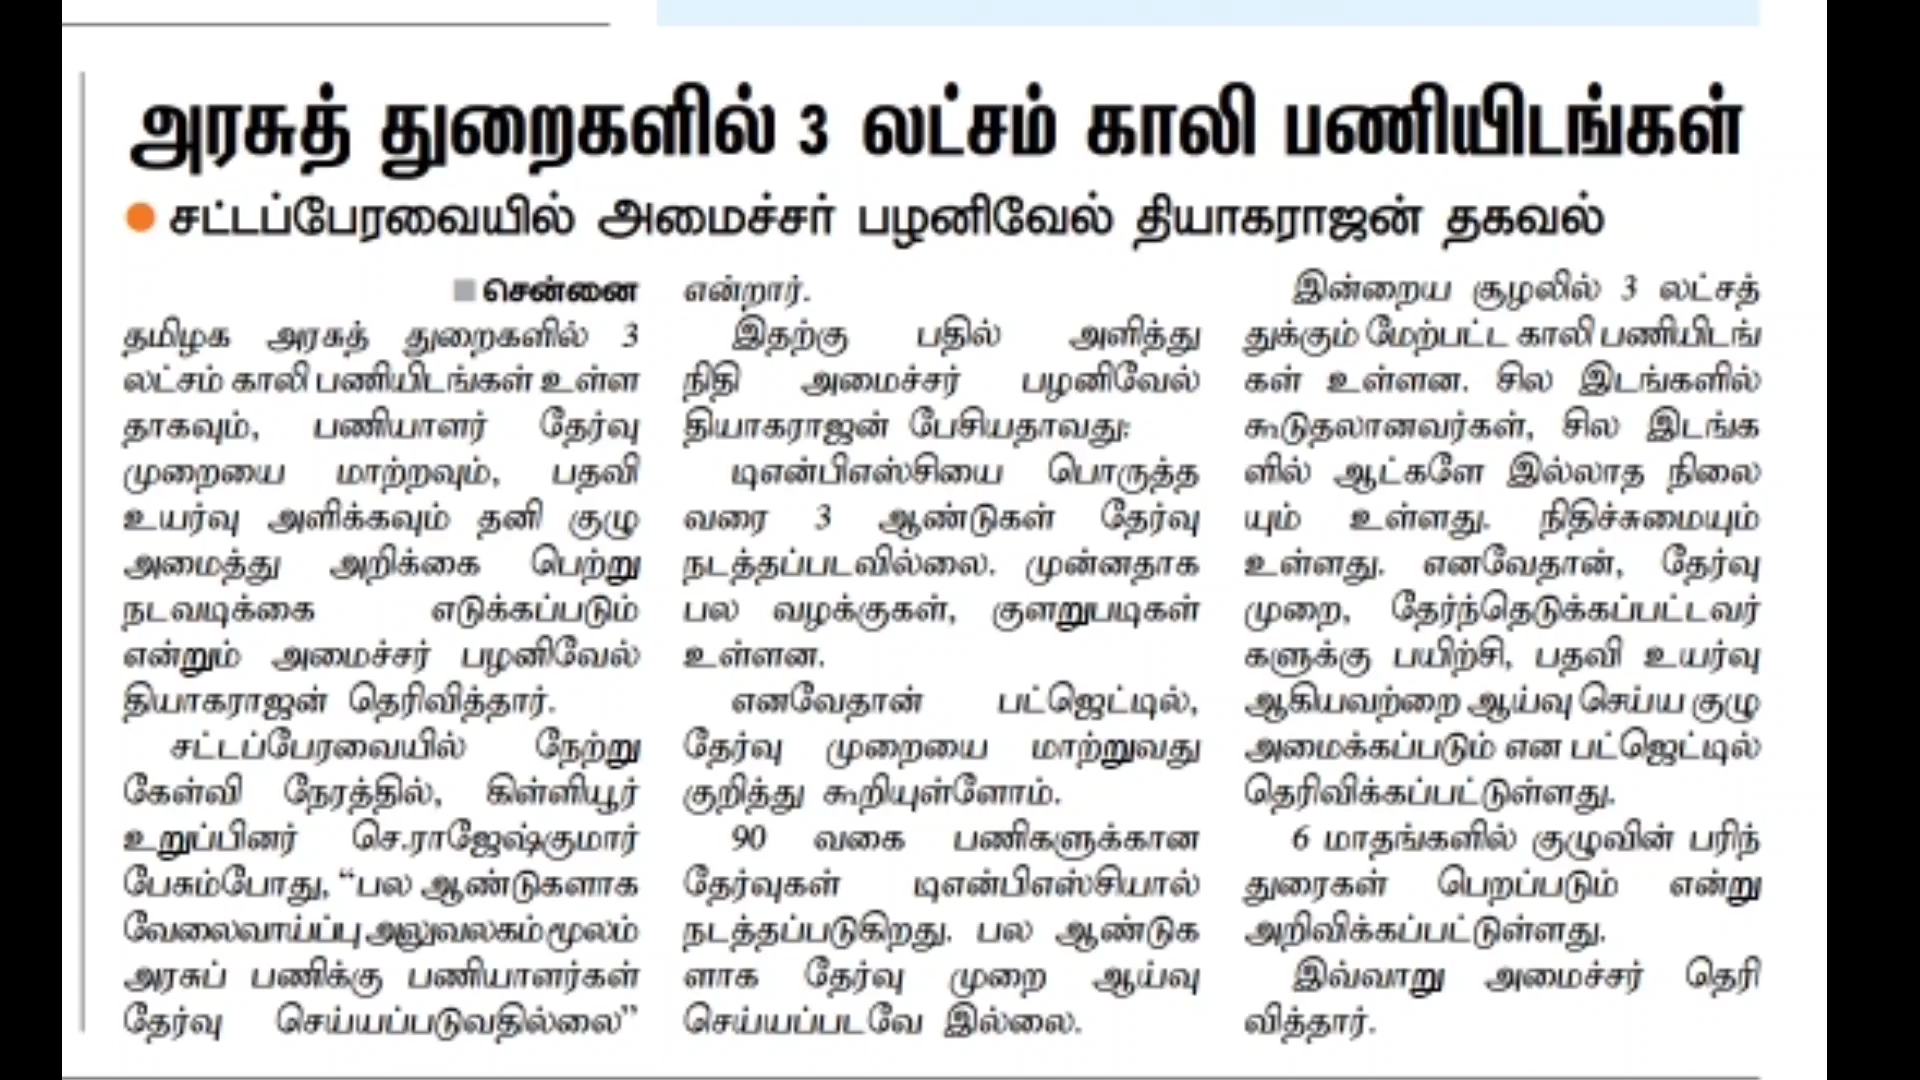 அரசுத் துறைகளில் 3 லட்சம் காலி பணியிடங்கள்
சட்டப்பேரவையில் அமைச்சர் பழனிவேல் தியாகராஜன் தகவல்
சென்னை
தமிழக அரசுத் துறைகளில் 3
லட்சம் காலி பணியிடங்கள் உள்ள
தாகவும், பணியாளர் தேர்வு
முறையை மாற்றவும், பதவி
உயர்வு அளிக்கவும் தனி குழு
அமைத்து அறிக்கை பெற்று
நடவடிக்கை எடுக்கப்படும்
என்றும் அமைச்சர் பழனிவேல்
தியாகராஜன் தெரிவித்தார்.
சட்டப்பேரவையில் நேற்று
கேள்வி நேரத்தில், கிள்ளியூர்
உறுப்பினர் செ.ராஜேஷ்குமார்
பேசும்போது, “பல ஆண்டுகளாக
வேலைவாய்ப்பு அலுவலகம் மூலம்
அரசுப் பணிக்கு பணியாளர்கள்
தேர்வு செய்யப்படுவதில்லை”
என்றார்.
இதற்கு பதில் அளித்து
நிதி அமைச்சர் பழனிவேல்
தியாகராஜன் பேசியதாவது:
டிஎன்பிஎஸ்சியை பொருத்த
வரை 3 ஆண்டுகள் தேர்வு
நடத்தப்படவில்லை. முன்னதாக
பல வழக்குகள், குளறுபடிகள்
உள்ளன.
எனவேதான் பட்ஜெட்டில்,
தேர்வு முறையை மாற்றுவது
குறித்து கூறியுள்ளோம்.
90 வகை பணிகளுக்கான
தேர்வுகள் டிஎன்பிஎஸ்சியால்
நடத்தப்படுகிறது. பல ஆண்டுக
ளாக தேர்வு முறை ஆய்வு
செய்யப்படவே இல்லை.
இன்றைய சூழலில் 3 லட்சத்
துக்கும் மேற்பட்ட காலி பணியிடங்
கள் உள்ளன. சில இடங்களில்
கூடுதலானவர்கள், சில இடங்க
ளில் ஆட்களே இல்லாத நிலை
யும் உள்ளது. நிதிச்சுமையும்
உள்ளது. எனவேதான், தேர்வு
முறை, தேர்ந்தெடுக்கப்பட்டவர்
களுக்கு பயிற்சி, பதவி உயர்வு
ஆகியவற்றை ஆய்வு செய்ய குழு
அமைக்கப்படும் என பட்ஜெட்டில்
தெரிவிக்கப்பட்டுள்ளது.
6 மாதங்களில் குழுவின் பரிந்
துரைகள் பெறப்படும் என்று
அறிவிக்கப்பட்டுள்ளது.
இவ்வாறு அமைச்சர் தெரி
வித்தார்.